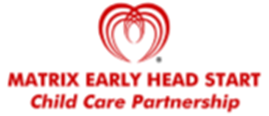 ®
MATRIX EARLY HEAD START
Child Care Partnership